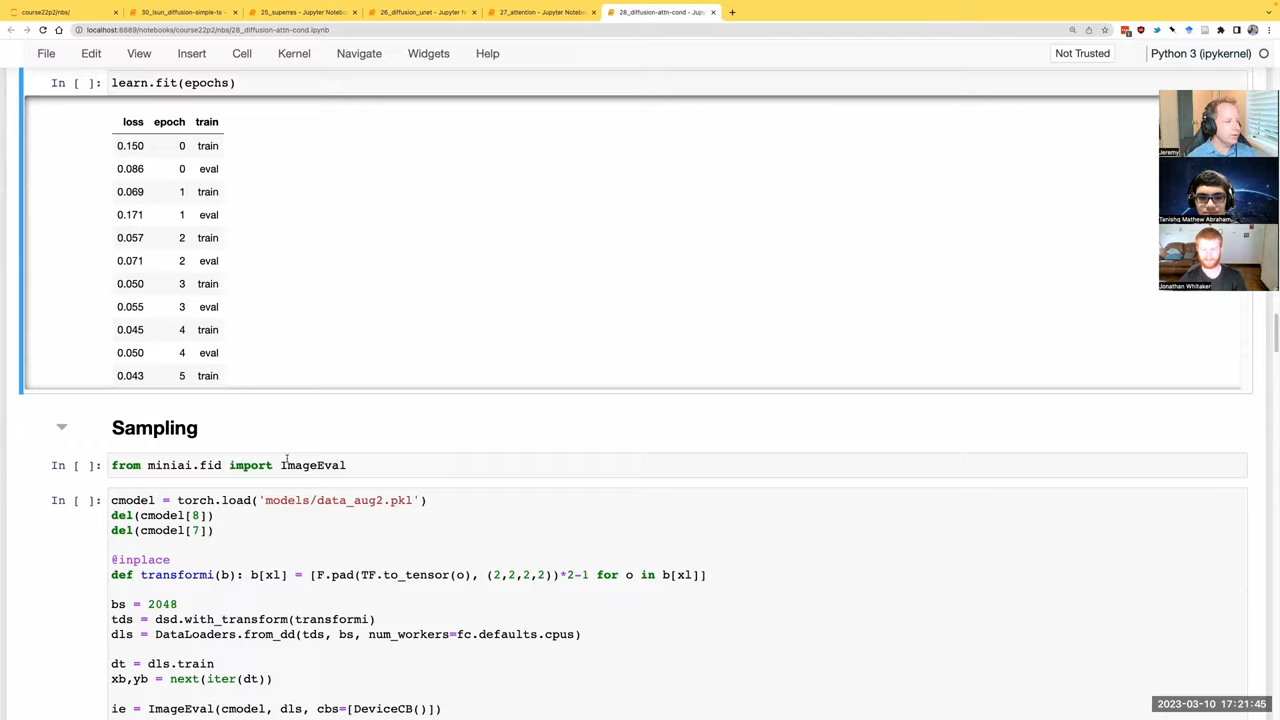 course22p2/nbs/
30_lsun_diffusion-simple-ts -
25_superres - Jupyter Notebo
26_diffusion_unet - Jupyter N
27_attention - Jupyter Notebo
28_diffusion-attn-cond - Jup
localhost:8889/notebooks/course22p2/nbs/28_diffusion-attn-cond.ipynb
File Edit View Insert Cell Kernel Navigate Widgets Help
Not Trusted
Python 3 (ipykernel)
In [ ]: learn.fit(epochs)
loss epoch train
0.150 0 train
0.086 0 eval
0.069 1 train
0.171 1 eval
0.057 2 train
0.071 2 eval
0.050 3 train
0.055 3 eval
0.045 4 train
0.050 4 eval
0.043 5 train
Jeremy
Tanishq Mathew Abraham
Jonathan Whitaker
Sampling
In [ ]: from miniai.fid import ImageEval
In [ ]: cmodel = torch.load('models/data_aug2.pkl')
del(cmodel[8])
del(cmodel[7])
@inplace
def transformi(b): b[xl] = [F.pad(TF.to_tensor(o), (2,2,2,2))*2-1 for o in b[xl]]
bs = 2048
tds = dsd.with_transform(transformi)
dls = DataLoaders.from_dd(tds, bs, num_workers=fc.defaults.cpus)
dt = dls.train
xb,yb = next(iter(dt))
ie = ImageEval(cmodel, dls, cbs=[DeviceCB()])
2023-03-10 17:21:45